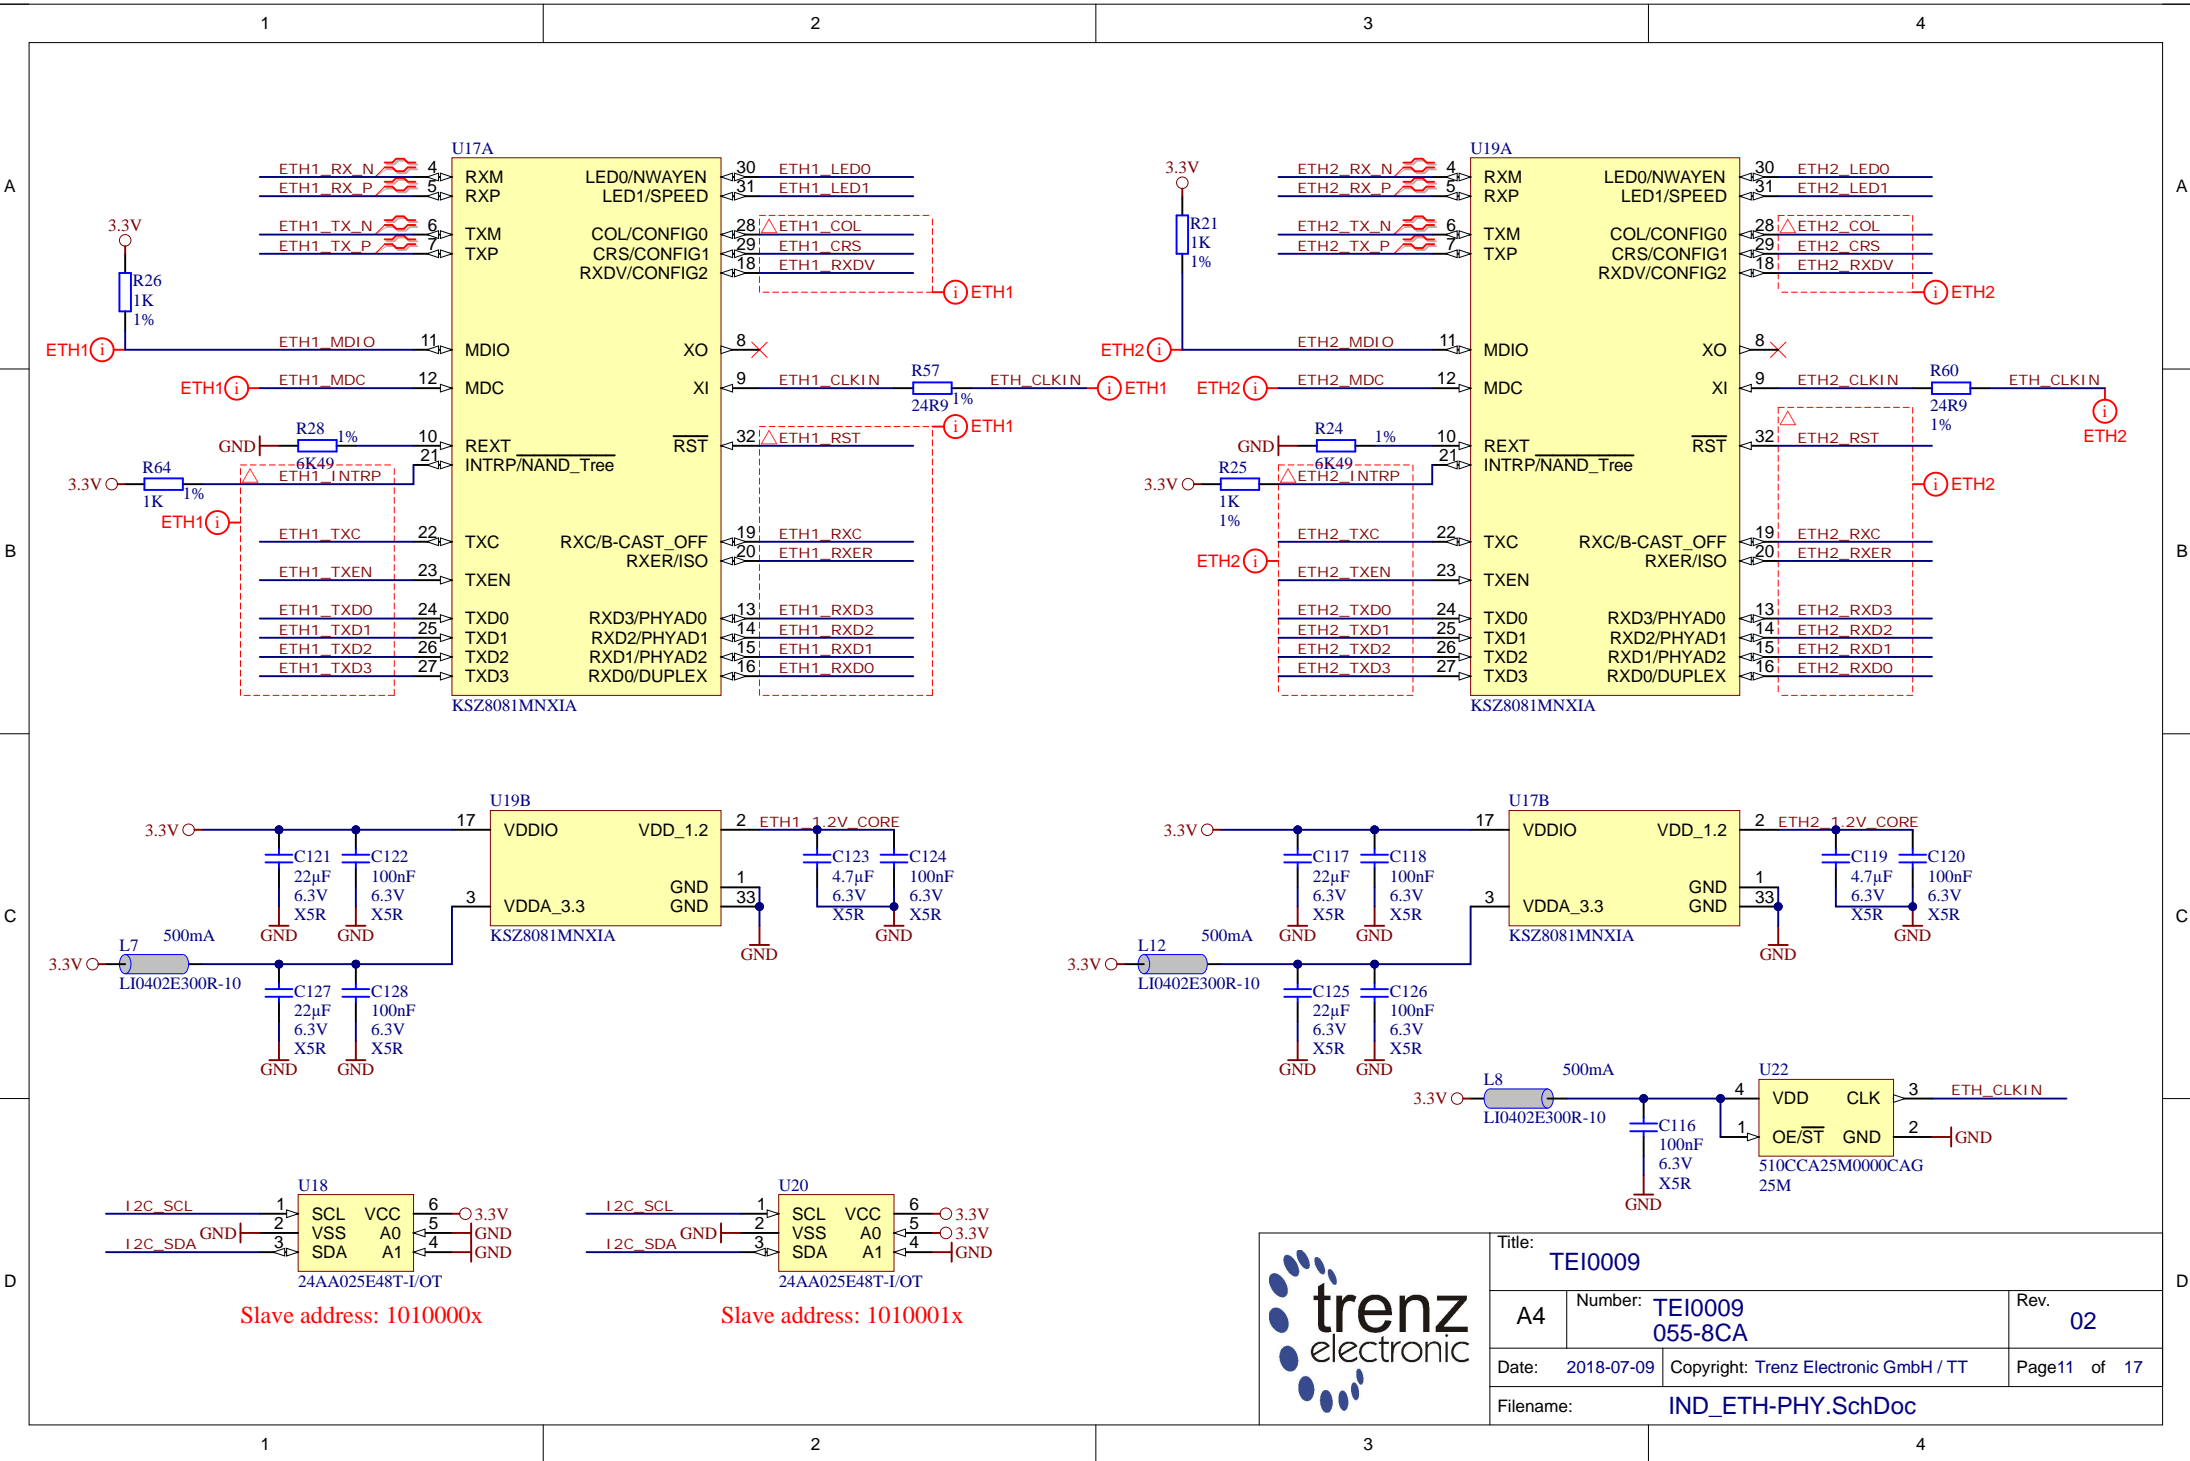 1 2 3 4
A A
B B
C C
D D
1 2 3 4
U17A
ETH1_RX_N 4 RXM
ETH1_RX_P 5 RXP
ETH1_TX_N 6 TXM
ETH1_TX_P 7 TXP
3.3V
R26
1K
1%
ETH1 i ETH1_MDIO 11 MDIO
ETH1 i ETH1_MDC 12 MDC
GND R28 1% 6K49 10 REXT
21 INTRP/NAND_Tree
3.3V R64 1K 1% ETH1_INTRP
ETH1 i
ETH1_TXC 22 TXC
ETH1_TXEN 23 TXEN
ETH1_TXD0 24 TXD0
ETH1_TXD1 25 TXD1
ETH1_TXD2 26 TXD2
ETH1_TXD3 27 TXD3
LED0/NWAYEN 30 ETH1_LED0
LED1/SPEED 31 ETH1_LED1
COL/CONFIG0 28 ETH1_COL
CRS/CONFIG1 29 ETH1_CRS
RXDV/CONFIG2 18 ETH1_RXDV
i ETH1
XO 8
XI 9 ETH1_CLKIN R57 24R9 1% ETH_CLKIN i ETH1
i ETH1
RST 32 ETH1_RST
RXC/B-CAST_OFF 19 ETH1_RXC
RXER/ISO 20 ETH1_RXER
RXD3/PHYAD0 13 ETH1_RXD3
RXD2/PHYAD1 14 ETH1_RXD2
RXD1/PHYAD2 15 ETH1_RXD1
RXD0/DUPLEX 16 ETH1_RXD0
KSZ8081MNXIA
U19A
ETH2_RX_N 4 RXM
ETH2_RX_P 5 RXP
ETH2_TX_N 6 TXM
ETH2_TX_P 7 TXP
3.3V
R21
1K
1%
ETH2 i ETH2_MDIO 11 MDIO
ETH2 i ETH2_MDC 12 MDC
GND R24 1% 6K49 10 REXT
21 INTRP/NAND_Tree
3.3V R25 1K 1% ETH2_INTRP
ETH2_TXC 22 TXC
ETH2 i
ETH2_TXEN 23 TXEN
ETH2_TXD0 24 TXD0
ETH2_TXD1 25 TXD1
ETH2_TXD2 26 TXD2
ETH2_TXD3 27 TXD3
LED0/NWAYEN 30 ETH2_LED0
LED1/SPEED 31 ETH2_LED1
COL/CONFIG0 28 ETH2_COL
CRS/CONFIG1 29 ETH2_CRS
RXDV/CONFIG2 18 ETH2_RXDV
i ETH2
XO 8
XI 9 ETH2_CLKIN R60 24R9 1% ETH_CLKIN
i
ETH2
RST 32 ETH2_RST
i ETH2
RXC/B-CAST_OFF 19 ETH2_RXC
RXER/ISO 20 ETH2_RXER
RXD3/PHYAD0 13 ETH2_RXD3
RXD2/PHYAD1 14 ETH2_RXD2
RXD1/PHYAD2 15 ETH2_RXD1
RXD0/DUPLEX 16 ETH2_RXD0
KSZ8081MNXIA
U19B
3.3V 17 VDDIO VDD_1.2 2 ETH1_1.2V_CORE
C121 C122 C123 C124
22µF 100nF 4.7µF 100nF
6.3V 6.3V 6.3V 6.3V
X5R X5R X5R X5R
GND GND GND
GND 1
3 VDDA_3.3 GND 33
GND
KSZ8081MNXIA
3.3V L7 500mA
LI0402E300R-10
C127 C128
22µF 100nF
6.3V 6.3V
X5R X5R
GND GND
U17B
3.3V 17 VDDIO VDD_1.2 2 ETH2_1.2V_CORE
C117 C118 C119 C120
22µF 100nF 4.7µF 100nF
6.3V 6.3V 6.3V 6.3V
X5R X5R X5R X5R
GND GND GND
GND 1
3 VDDA_3.3 GND 33
GND
KSZ8081MNXIA
3.3V L12 500mA
LI0402E300R-10
C125 C126
22µF 100nF
6.3V 6.3V
X5R X5R
GND GND
3.3V L8 500mA
LI0402E300R-10
C116
100nF
6.3V
X5R
GND
U22
4 VDD CLK 3 ETH_CLKIN
1 OE/ST GND 2 GND
510CCA25M0000CAG
25M
U18
I2C_SCL 1 SCL VCC 6 3.3V
GND 2 VSS A0 5 GND
I2C_SDA 3 SDA A1 4 GND
24AA025E48T-I/OT
Slave address: 1010000x
U20
I2C_SCL 1 SCL VCC 6 3.3V
GND 2 VSS A0 5 3.3V
I2C_SDA 3 SDA A1 4 GND
24AA025E48T-I/OT
Slave address: 1010001x
trenz
electronic
Title: TEI0009
A4 Number: TEI0009 Rev.
055-8CA 02
Date: 2018-07-09 Copyright: Trenz Electronic GmbH / TT Page11 of 17
Filename: IND_ETH-PHY.SchDoc